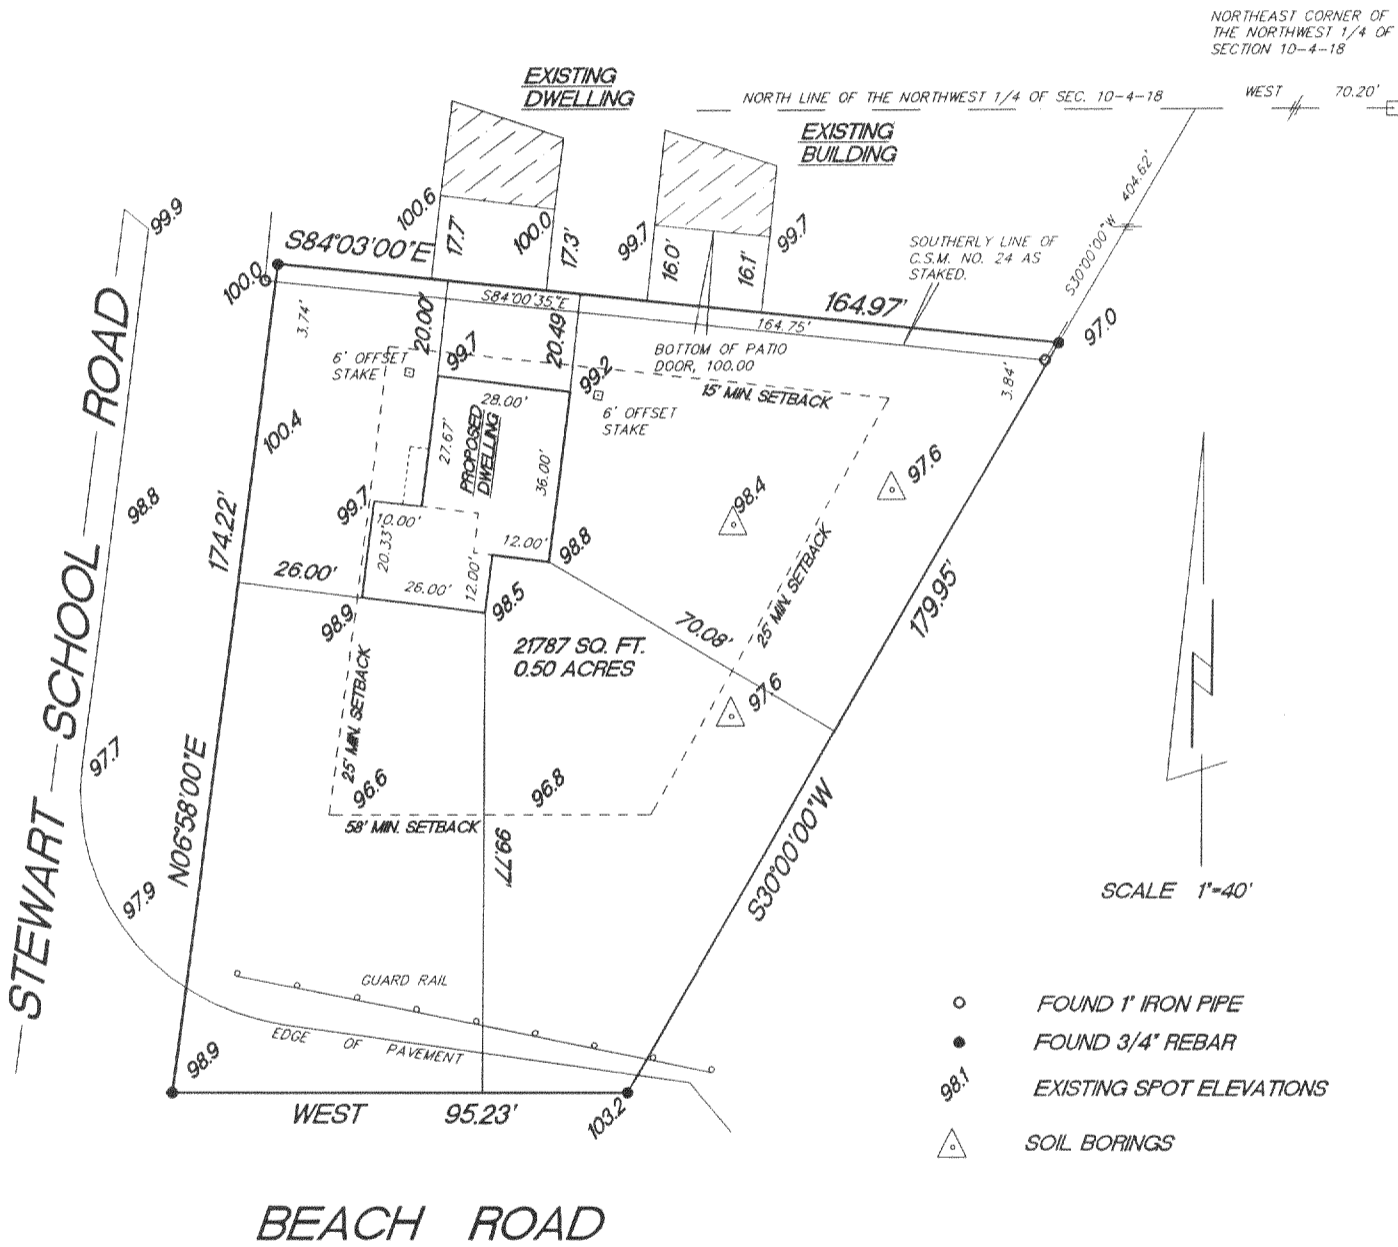 NORTHEAST CORNER OF
THE NORTHWEST 1/4 OF
SECTION 10-4-18
EXISTING
DWELLING
NORTH LINE OF THE NORTHWEST 1/4 OF SEC. 10-4-18
WEST 70.20'
EXISTING
BUILDING
404.62'
S30°00'00"W
99.9
100.6
17.7'
100.0
17.3'
99.7
16.0'
16.1'
99.7
S84°03'00"E
SOUTHERLY LINE OF
C.S.M. NO. 24 AS
STAKED.
100.0
S84°00'35"E
164.97'
164.75'
97.0
3.74'
20.00'
20.49'
3.84'
6' OFFSET
STAKE
99.7
BOTTOM OF PATIO
DOOR, 100.00
99.2
15' MIN. SETBACK
28.00'
6' OFFSET
STAKE
100.4
27.67'
PROPOSED
DWELLING
36.00'
97.6
98.4
98.8
99.7
10.00'
20.33'
12.00'
98.8
174.22'
26.00'
26.00'
12.00'
98.5
98.9
25' MIN. SETBACK
179.95'
70.08'
21787 SQ. FT.
0.50 ACRES
97.6
25' MIN. SETBACK
97.7
N06°58'00"E
96.6
96.8
58' MIN. SETBACK
99.77'
S30°00'00"W
97.9
STEWART SCHOOL ROAD
SCALE 1"=40'
GUARD RAIL
EDGE OF PAVEMENT
98.9
WEST 95.23'
103.2
FOUND 1" IRON PIPE
FOUND 3/4" REBAR
98.1 EXISTING SPOT ELEVATIONS
SOIL BORINGS
BEACH ROAD